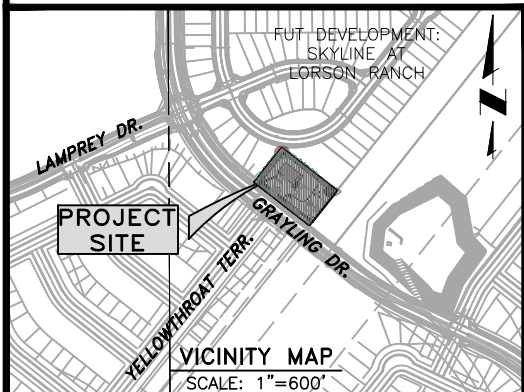 FUT DEVELOPMENT:
SKYLINE AT
LORSON RANCH
LAMPREY DR.
PROJECT
SITE
GRAYLING DR.
YELLOWTHROAT TERR.
VICINITY MAP
SCALE: 1"=600'